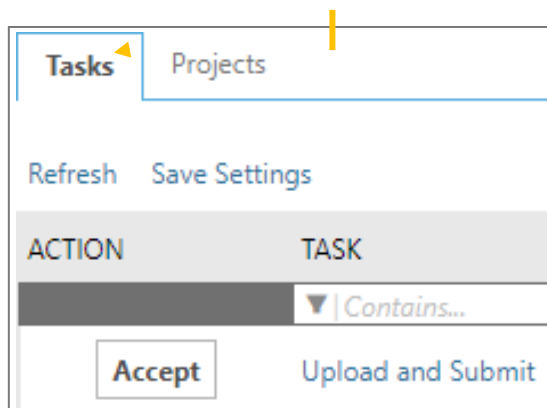 Tasks Projects
Refresh Save Settings
ACTION TASK
Contains...
Accept Upload and Submit